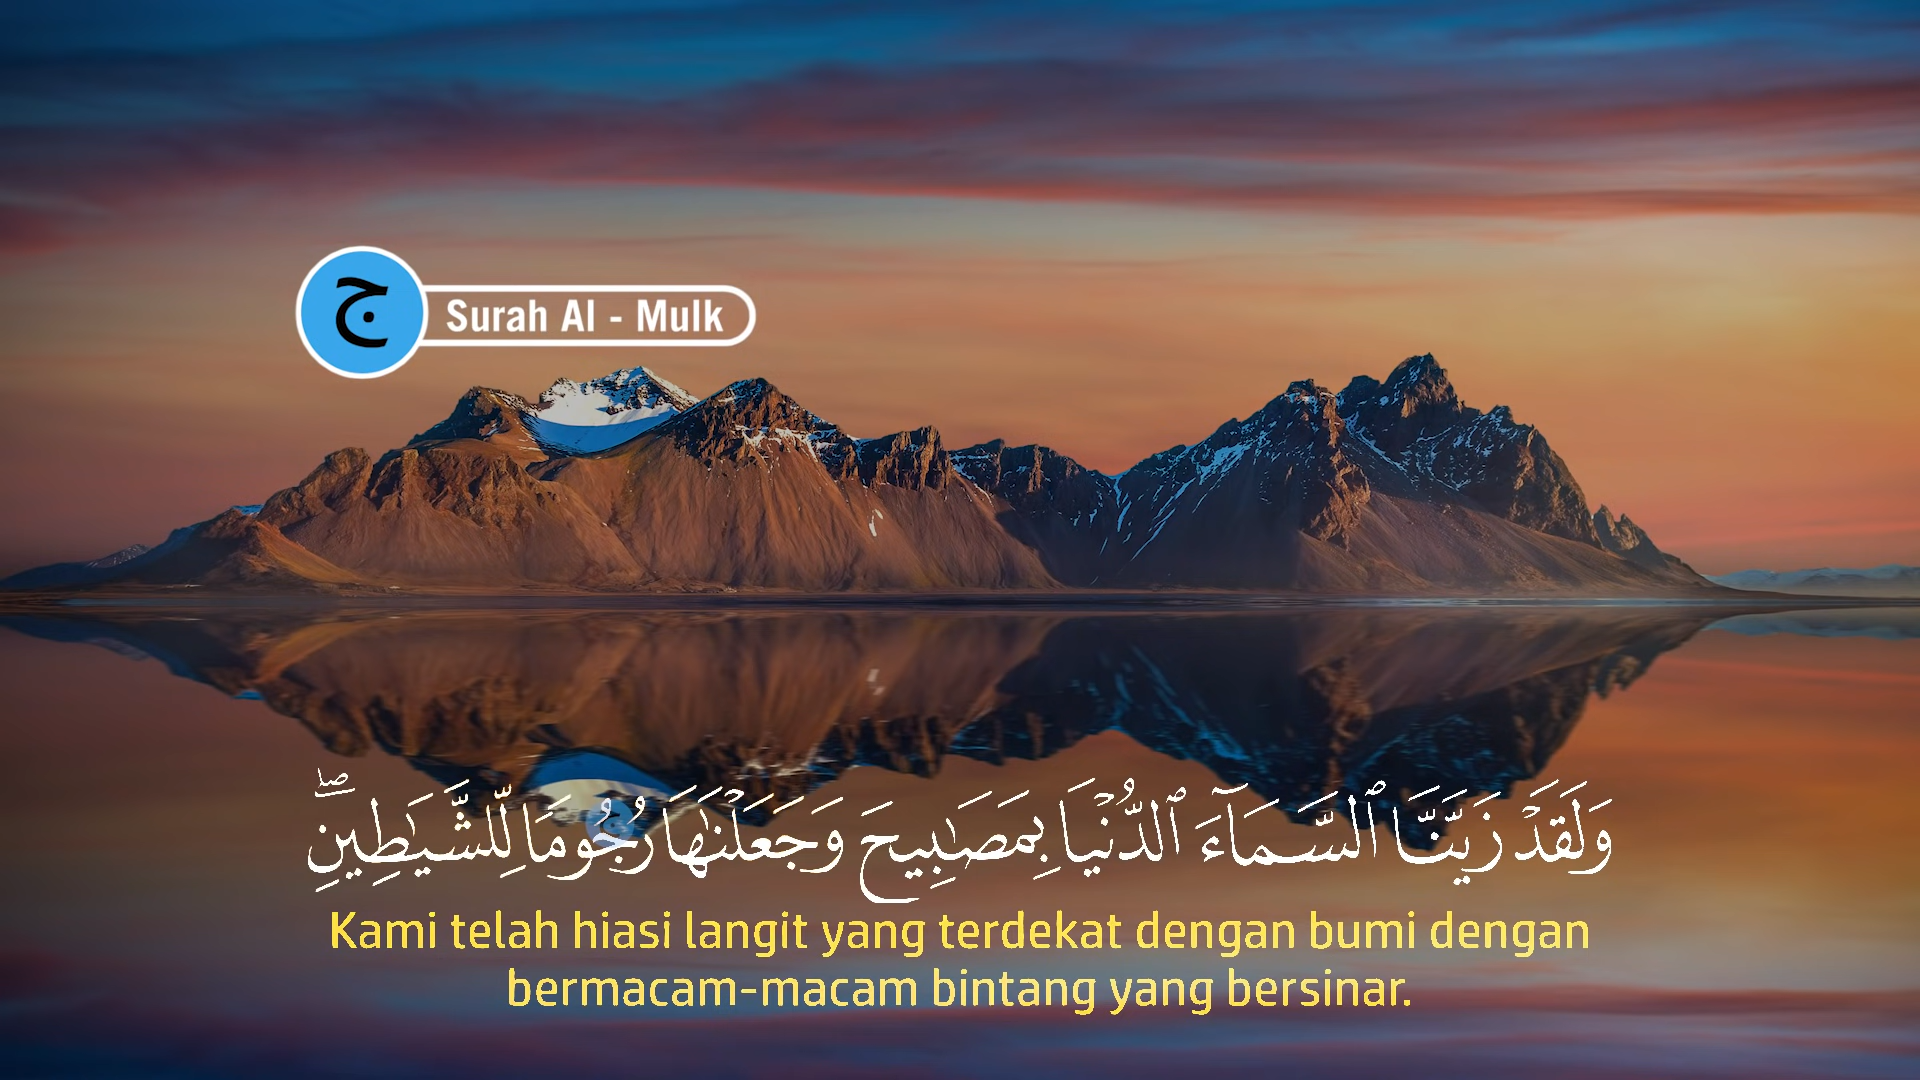 ج
Surah Al - Mulk
وَلَقَدْ زَيَّنَّا ٱلسَّمَآءَ ٱلدُّنْيَا بِمَصَـٰبِيحَ وَجَعَلْنَـٰهَا رُجُومًا لِّلشَّيَـٰطِينِ ۖ
Kami telah hiasi langit yang terdekat dengan bumi dengan
bermacam-macam bintang yang bersinar.